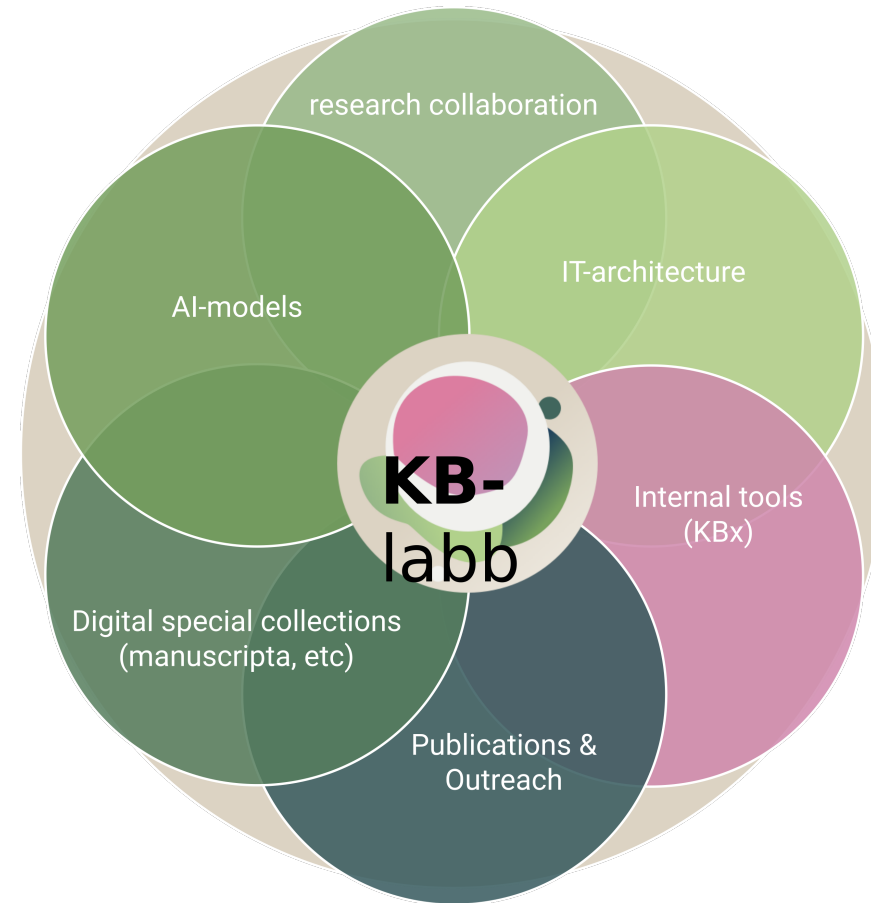 research collaboration
IT-architecture
AI-models
KB-
labb
Internal tools
(KBx)
Digital special collections
(manuscripta, etc)
Publications &
Outreach